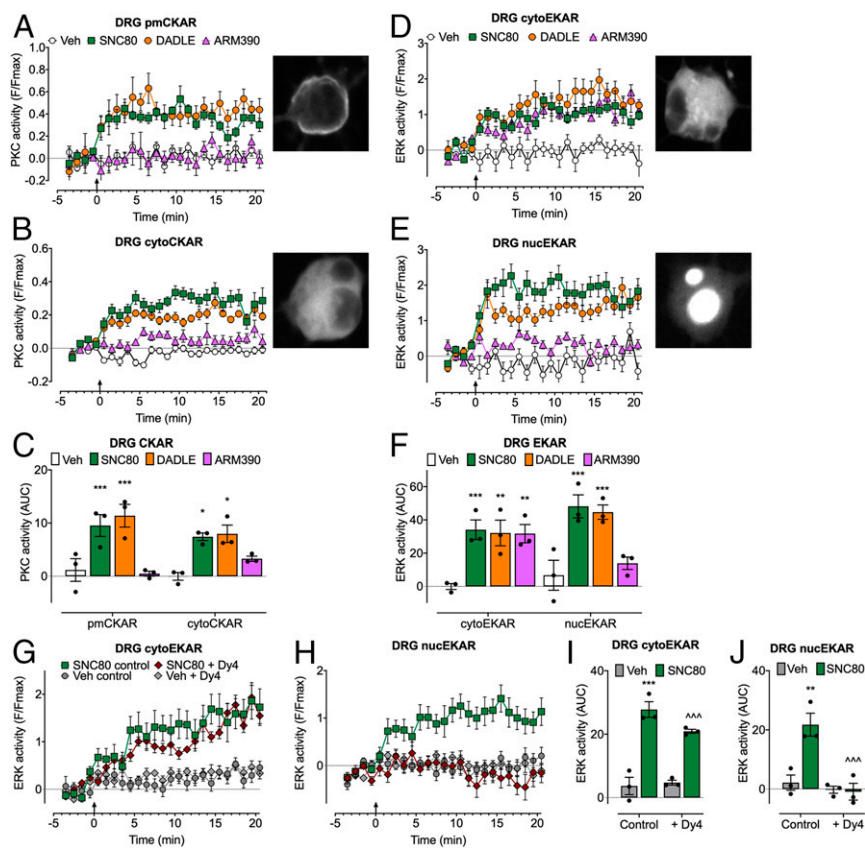 A
DRG pmCKAR
Veh SNC80 DADLE ARM390
PKC activity (F/Fmax)
1.0
0.8
0.6
0.4
0.2
0.0
-0.2
-5 0 5 10 15 20
Time (min)
D
DRG cytoEKAR
Veh SNC80 DADLE ARM390
ERK activity (F/Fmax)
3
2
1
0
-1
-5 0 5 10 15 20
Time (min)
B
DRG cytoCKAR
PKC activity (F/Fmax)
0.6
0.4
0.2
0.0
-0.2
-5 0 5 10 15 20
Time (min)
E
DRG nucEKAR
ERK activity (F/Fmax)
3
2
1
0
-1
-5 0 5 10 15 20
Time (min)
C
DRG CKAR
Veh SNC80 DADLE ARM390
PKC activity (AUC)
20
10
0
*** *** * *
pmCKAR cytoCKAR
F
DRG EKAR
Veh SNC80 DADLE ARM390
ERK activity (AUC)
80
60
40
20
0
*** ** ** *** ***
cytoEKAR nucEKAR
G
DRG cytoEKAR
SNC80 control SNC80 + Dy4
Veh control Veh + Dy4
ERK activity (F/Fmax)
2
1
0
-1
-5 0 5 10 15 20
Time (min)
H
DRG nucEKAR
ERK activity (F/Fmax)
2
1
0
-1
-5 0 5 10 15 20
Time (min)
I
DRG cytoEKAR
Veh SNC80
ERK activity (AUC)
40
20
0
*** ^^^
Control + Dy4
J
DRG nucEKAR
Veh SNC80
ERK activity (AUC)
40
20
0
** ^^^
Control + Dy4